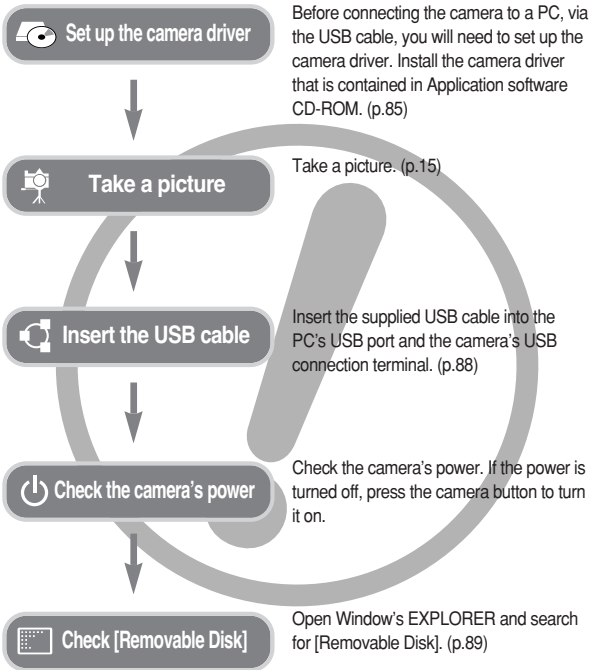 Set up the camera driver
Before connecting the camera to a PC, via
the USB cable, you will need to set up the
camera driver. Install the camera driver
that is contained in Application software
CD-ROM. (p.85)
Take a picture
Take a picture. (p.15)
Insert the USB cable
Insert the supplied USB cable into the
PC's USB port and the camera's USB
connection terminal. (p.88)
Check the camera's power
Check the camera's power. If the power is
turned off, press the camera button to turn
it on.
Check [Removable Disk]
Open Window's EXPLORER and search
for [Removable Disk]. (p.89)